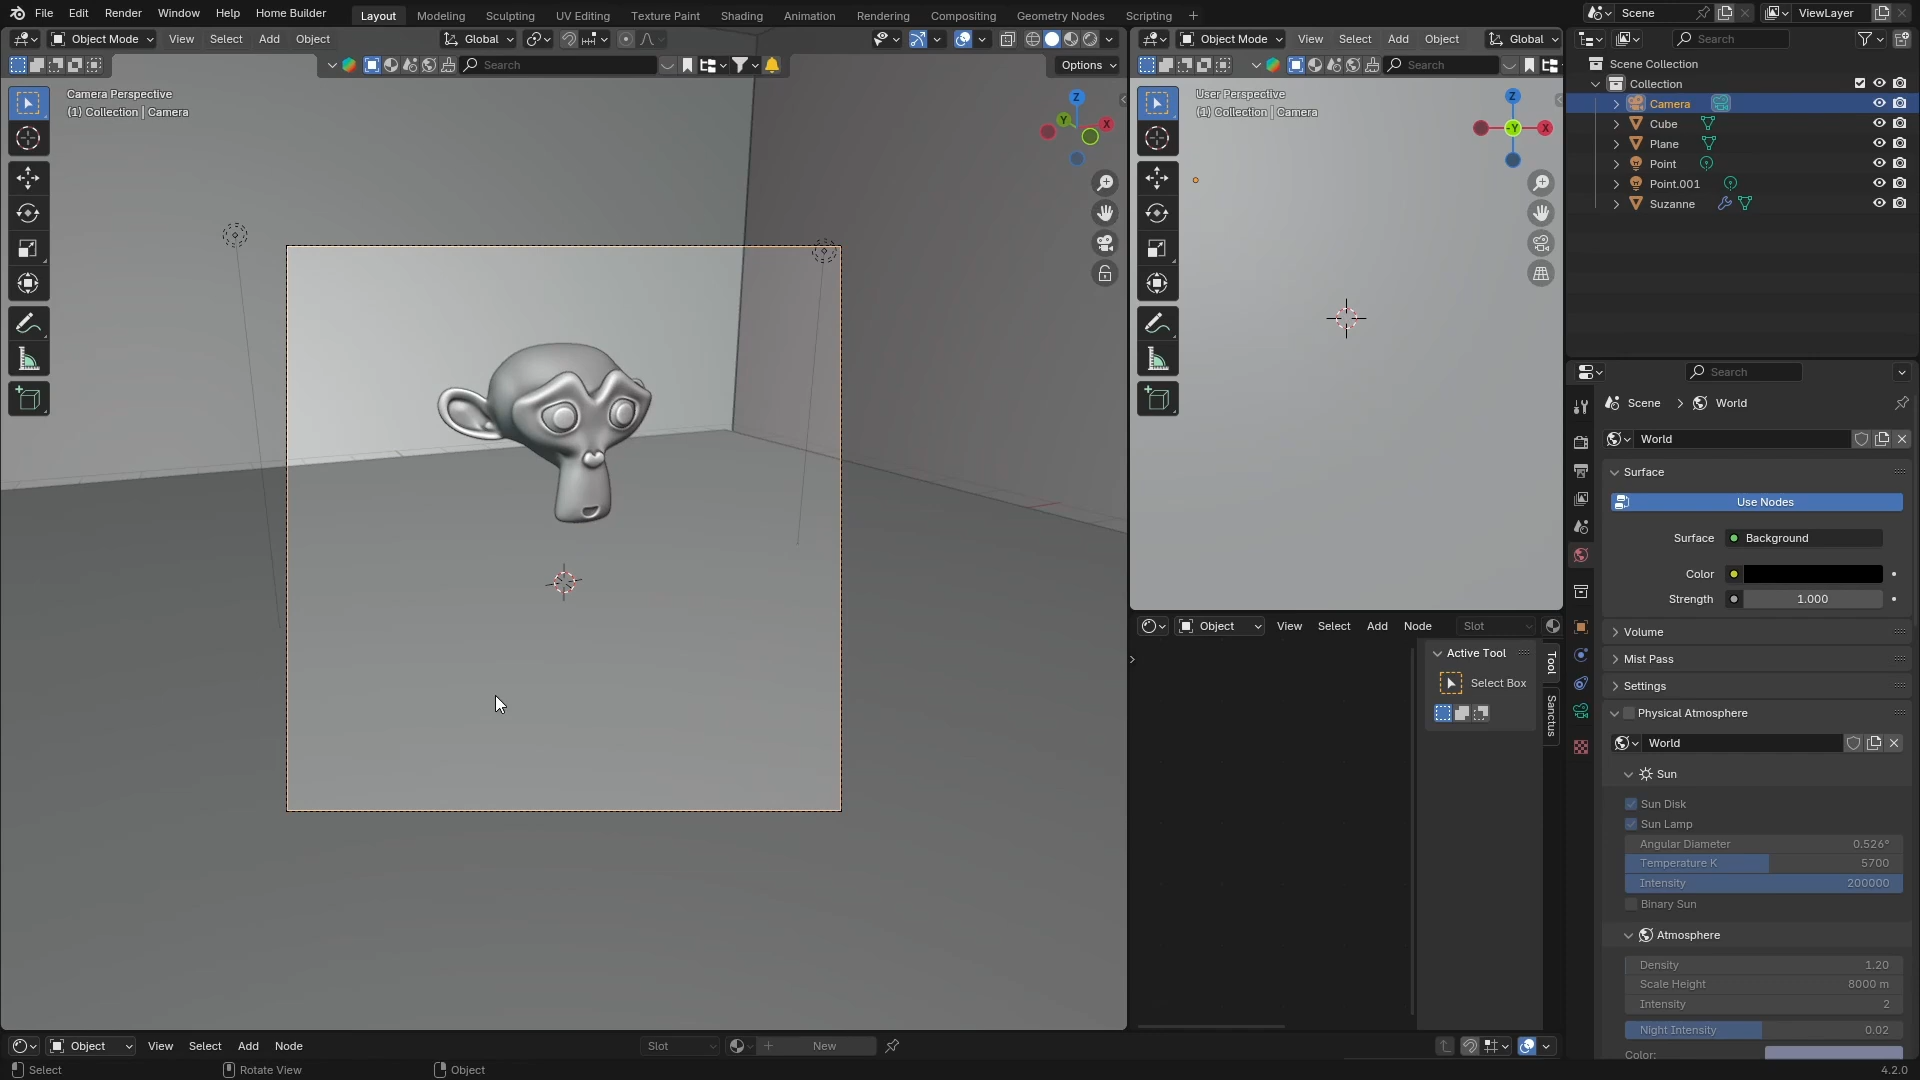 File Edit Render Window Help Home Builder Layout Modeling Sculpting UV Editing Texture Paint Shading Animation Rendering Compositing Geometry Nodes Scripting + Scene ViewLayer
Object Mode View Select Add Object Global
Search Options
Camera Perspective
(1) Collection | Camera
Z
Y
X
Object Mode View Select Add Object Global
Search
User Perspective
(1) Collection | Camera
Z
-Y
X
Search
Scene Collection
Collection
Camera
Cube
Plane
Point
Point.001
Suzanne
Search
Scene > World
World
Surface
Use Nodes
Surface Background
Color
Strength 1.000
Volume
Mist Pass
Settings
Physical Atmosphere
World
Sun
Sun Disk
Sun Lamp
Angular Diameter 0.526°
Temperature K 5700
Intensity 200000
Binary Sun
Atmosphere
Density 1.20
Scale Height 8000 m
Intensity 2
Night Intensity 0.02
Color:
Object View Select Add Node Slot
Active Tool
Select Box
Tool
Sanctus
Object View Select Add Node Slot New
Select Rotate View Object 4.2.0